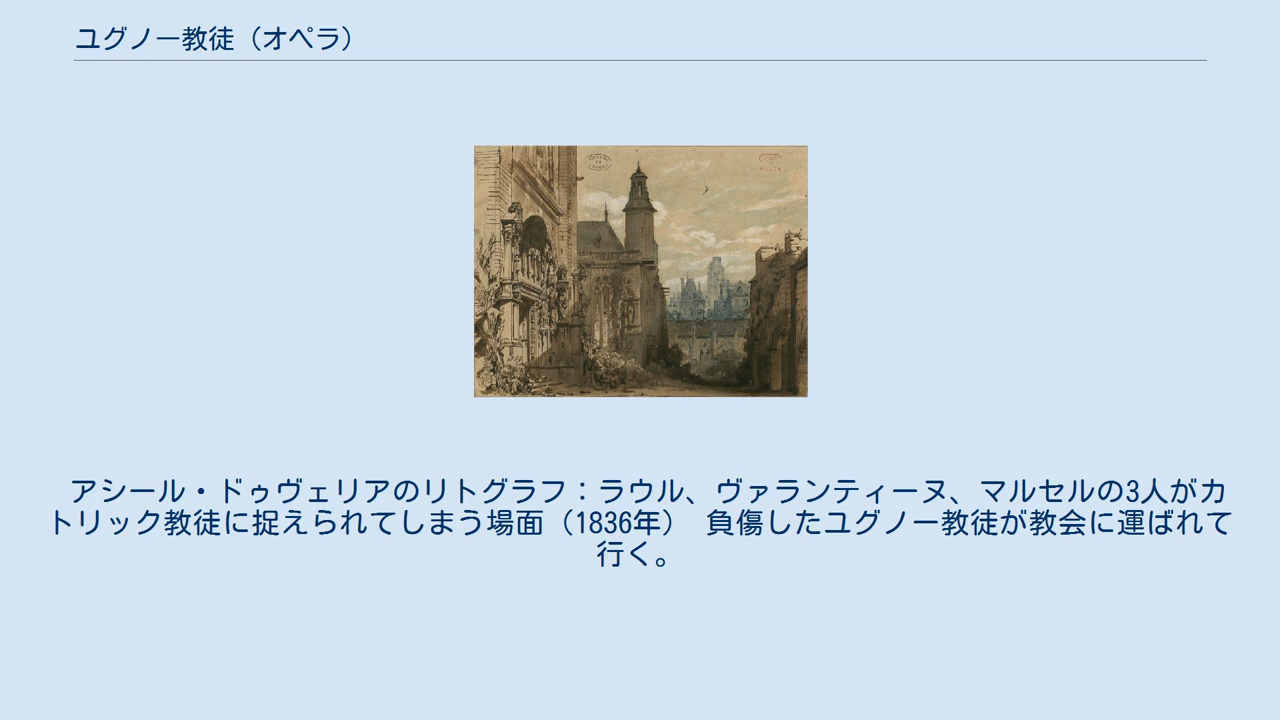 ユグノー教徒（オペラ）
アシール・ドゥヴェリアのリトグラフ：ラウル、ヴァランティーヌ、マルセルの3人がカ
トリック教徒に捉えられてしまう場面（1836年） 負傷したユグノー教徒が教会に運ばれて
行く。